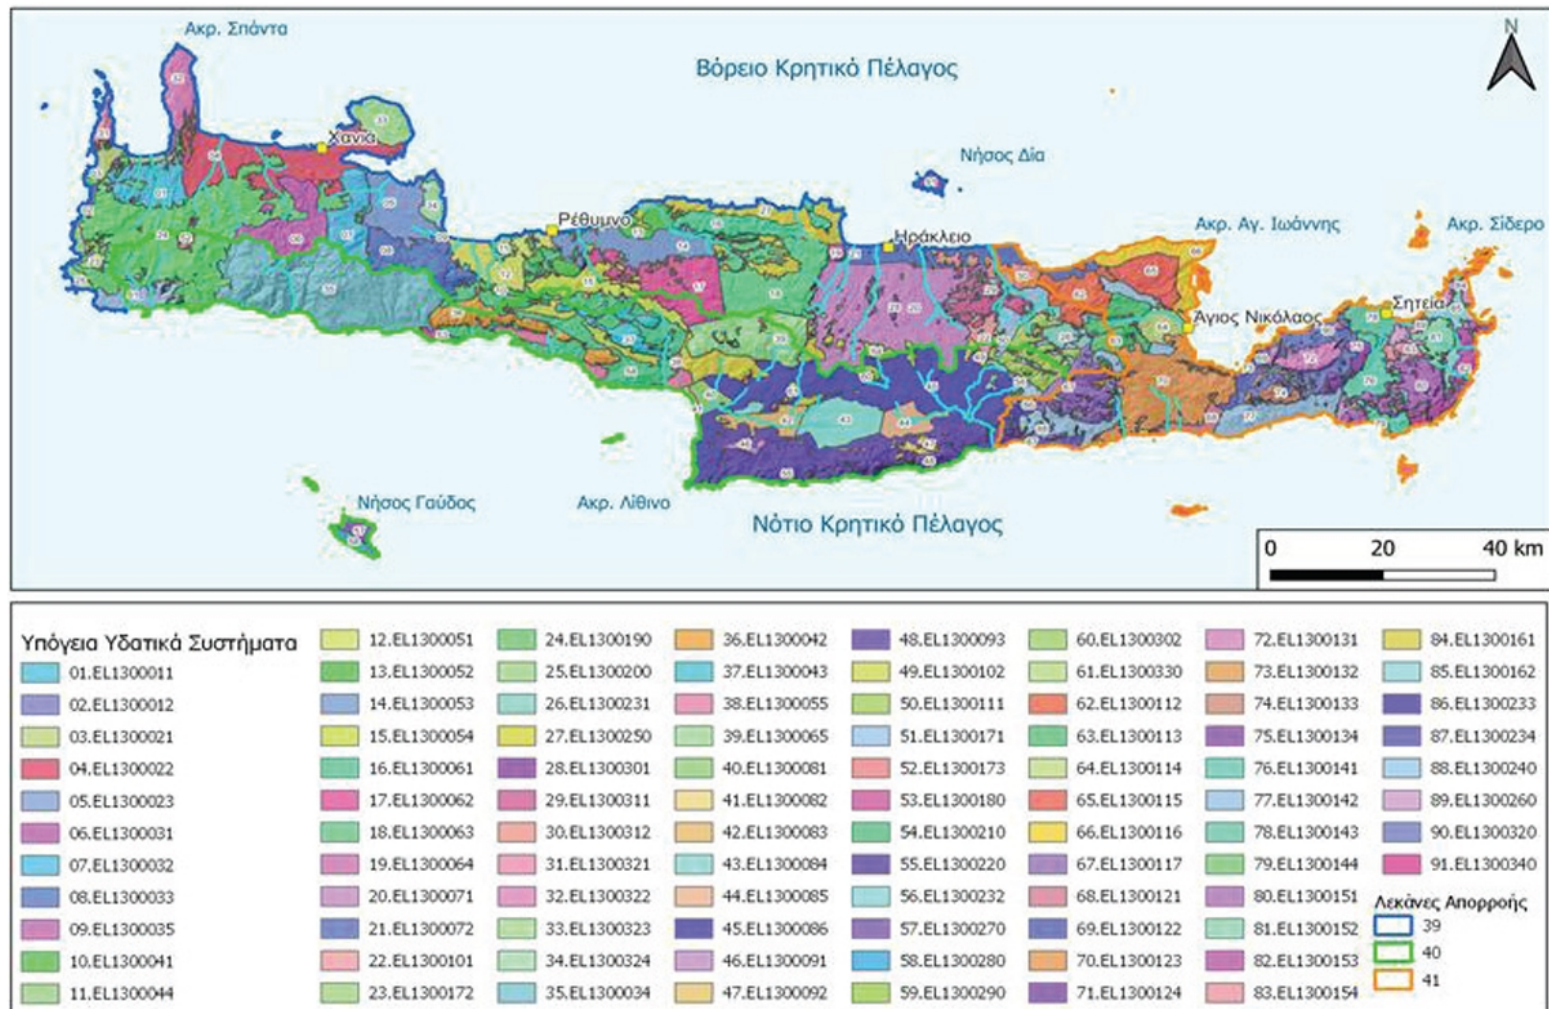 Ακρ. Σπάντα
N
Βόρειο Κρητικό Πέλαγος
Χανιά
Νήσος Δία
Ρέθυμνο
Ηράκλειο
Ακρ. Αγ. Ιωάννης
Ακρ. Σίδερο
Σητεία
Άγιος Νικόλαος
Νήσος Γαύδος
Ακρ. Λίθινο
Νότιο Κρητικό Πέλαγος
0 20 40 km
Υπόγεια Υδατικά Συστήματα
01.EL1300011
02.EL1300012
03.EL1300021
04.EL1300022
05.EL1300023
06.EL1300031
07.EL1300032
08.EL1300033
09.EL1300035
10.EL1300041
11.EL1300044
12.EL1300051
13.EL1300052
14.EL1300053
15.EL1300054
16.EL1300061
17.EL1300062
18.EL1300063
19.EL1300064
20.EL1300071
21.EL1300072
22.EL1300101
23.EL1300172
24.EL1300190
25.EL1300200
26.EL1300231
27.EL1300250
28.EL1300301
29.EL1300311
30.EL1300312
31.EL1300321
32.EL1300322
33.EL1300323
34.EL1300324
35.EL1300034
36.EL1300042
37.EL1300043
38.EL1300055
39.EL1300065
40.EL1300081
41.EL1300082
42.EL1300083
43.EL1300084
44.EL1300085
45.EL1300086
46.EL1300091
47.EL1300092
48.EL1300093
49.EL1300102
50.EL1300111
51.EL1300171
52.EL1300173
53.EL1300180
54.EL1300210
55.EL1300220
56.EL1300232
57.EL1300270
58.EL1300280
59.EL1300290
60.EL1300302
61.EL1300330
62.EL1300112
63.EL1300113
64.EL1300114
65.EL1300115
66.EL1300116
67.EL1300117
68.EL1300121
69.EL1300122
70.EL1300123
71.EL1300124
72.EL1300131
73.EL1300132
74.EL1300133
75.EL1300134
76.EL1300141
77.EL1300142
78.EL1300143
79.EL1300144
80.EL1300151
81.EL1300152
82.EL1300153
83.EL1300154
84.EL1300161
85.EL1300162
86.EL1300233
87.EL1300234
88.EL1300240
89.EL1300260
90.EL1300320
91.EL1300340
Λεκάνες Απορροής
39
40
41